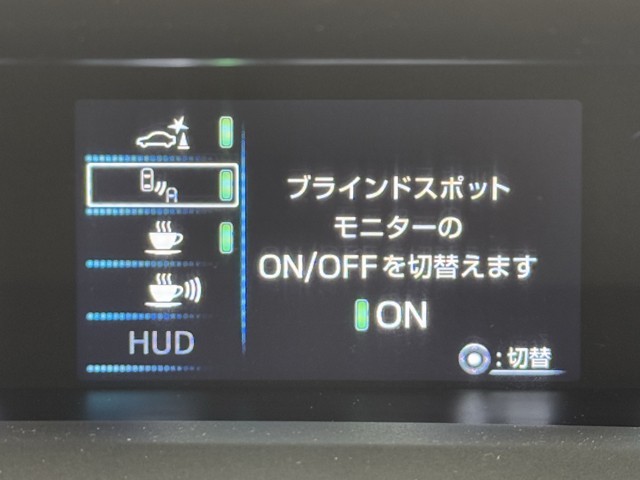 ブラインドスポット
モニターの
ON/OFFを切替えます
ON
HUD
:切替